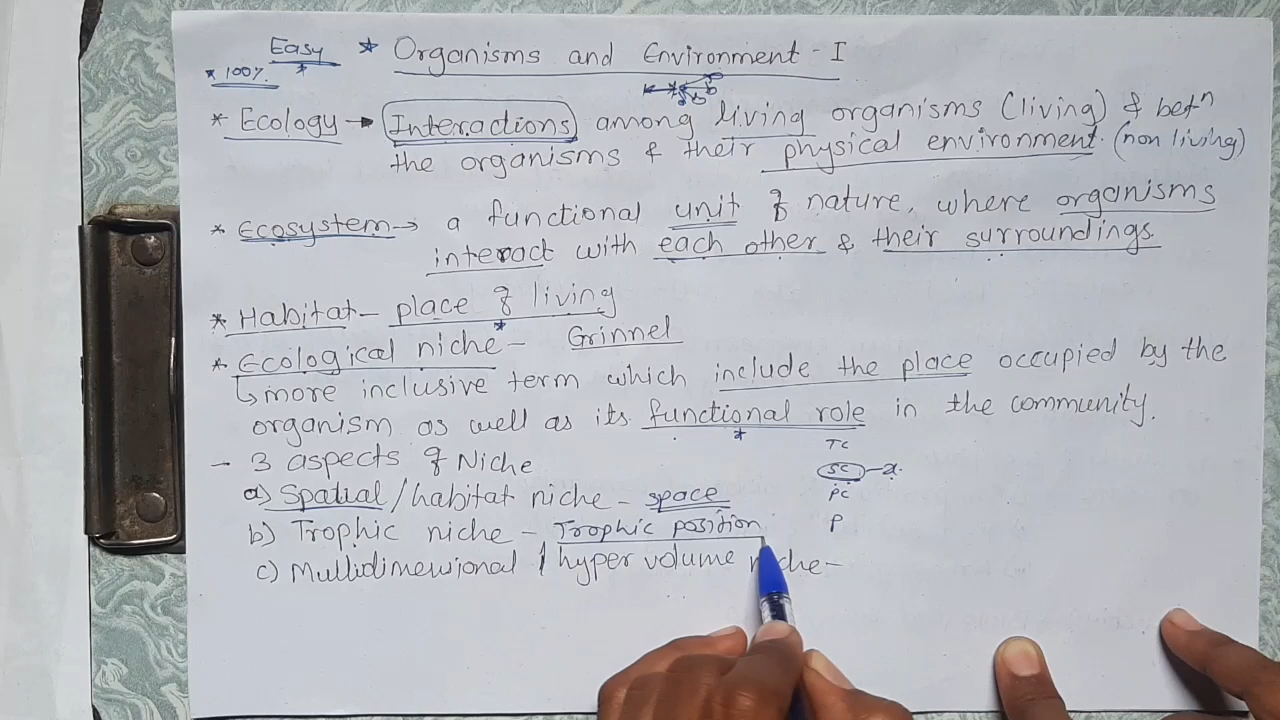 Easy * Organisms and Environment - I
* 100%. *
* Ecology → Interactions among living organisms (living) & betⁿ
the organisms & their physical environment. (non living)
* Ecosystem → a functional unit of nature, where organisms
interact with each other & their surroundings.
* Habitat - place of living
* Ecological niche* - Grinnel
↳ more inclusive term which include the place occupied by the
organism as well as its functional role in the community.
*
- 3 aspects of Niche
TC
SC - a.
a) Spatial/habitat niche - space
PC
b) Trophic niche - Trophic position
P
c) Multidimensional / hyper volume niche -